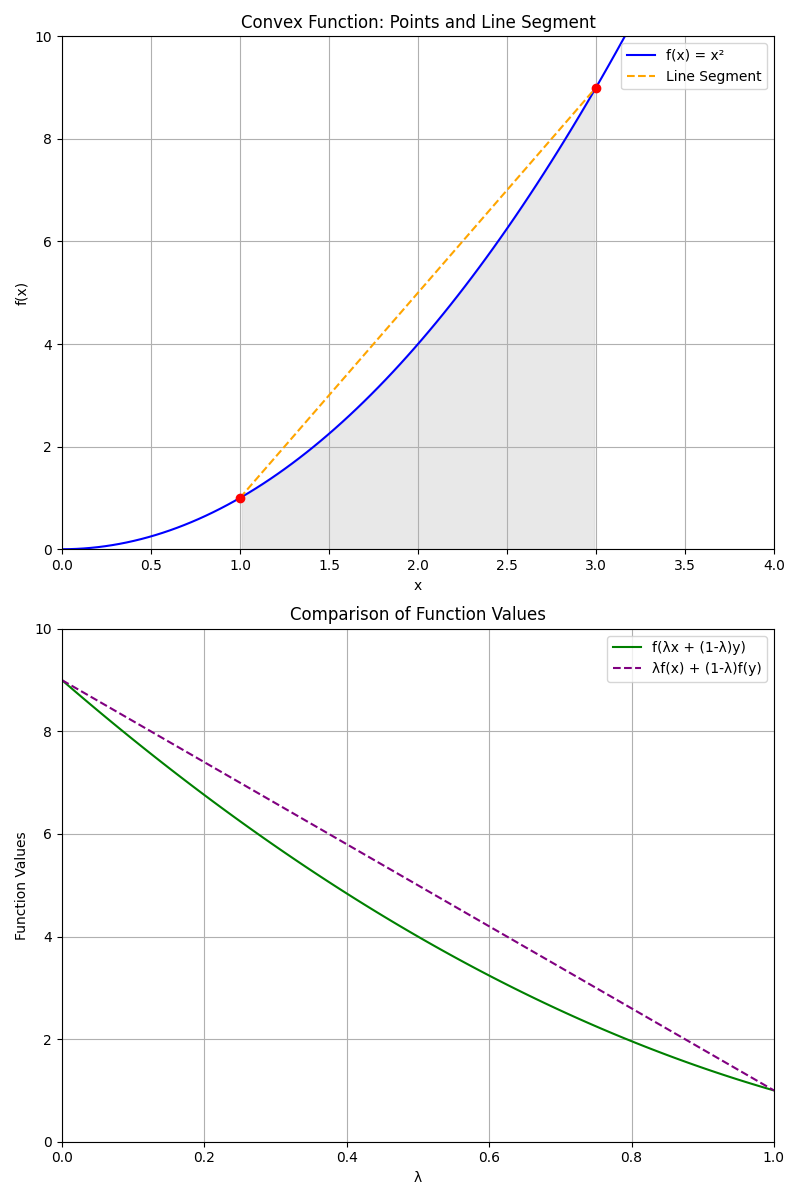 Convex Function: Points and Line Segment
10
8
6
4
2
0
f(x)
f(x) = x²
Line Segment
0.0 0.5 1.0 1.5 2.0 2.5 3.0 3.5 4.0
x
Comparison of Function Values
10
8
6
4
2
0
Function Values
f(λx + (1-λ)y)
λf(x) + (1-λ)f(y)
0.0 0.2 0.4 0.6 0.8 1.0
λ